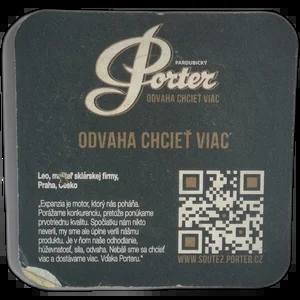 PARDUBICKÝ
Porter
ODVAHA CHCIEŤ VIAC
ODVAHA CHCIEŤ VIAC
Leo, majiteľ sklárskej firmy,
Praha, Česko
„Expanzia je motor, ktorý nás poháňa.
Porážame konkurenciu, pretože ponúkame
prvotriednu kvalitu. Spočiatku nám nikto
neveril, my sme ale úpne verili nášmu
produktu. Je v ňom naše odhodlanie,
húževnatosť, sila, odvaha. Nebáli sme sa chcieť
viac a dostávame viac. Vďaka Porteru.“
WWW.SOUTEZ.PORTER.CZ